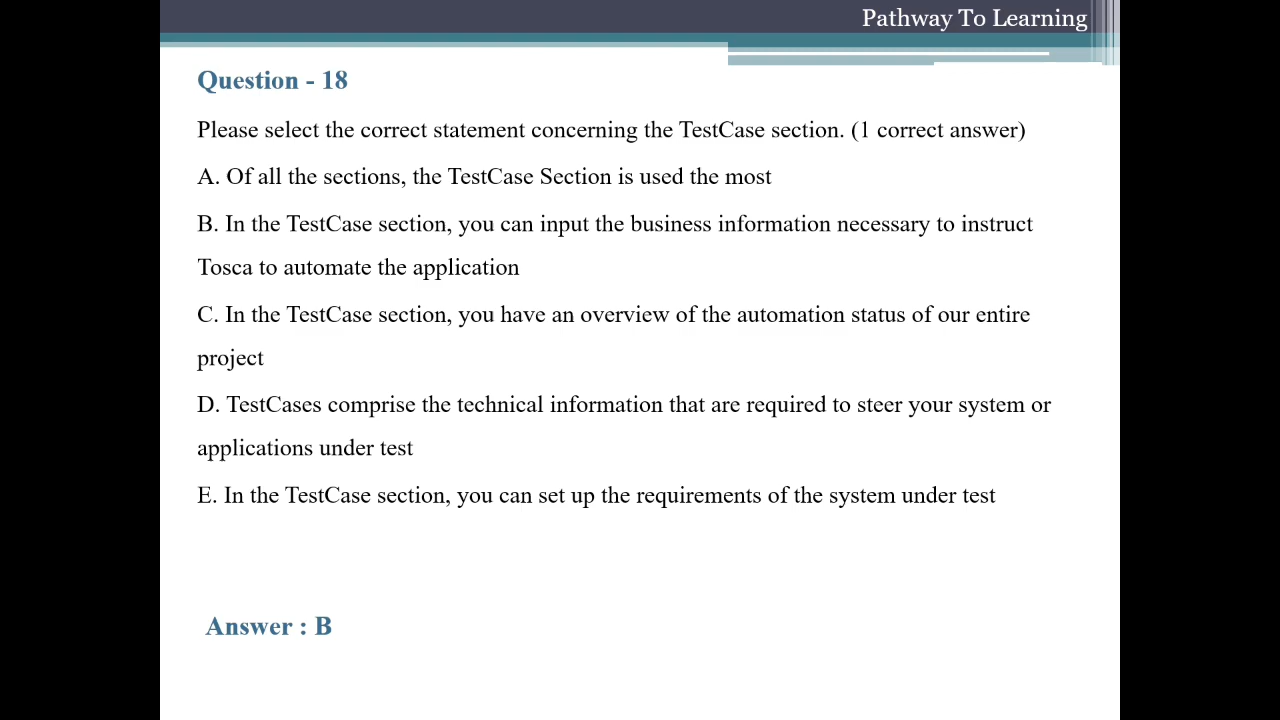 Pathway To Learning
Question - 18
Please select the correct statement concerning the TestCase section. (1 correct answer)
A. Of all the sections, the TestCase Section is used the most
B. In the TestCase section, you can input the business information necessary to instruct
Tosca to automate the application
C. In the TestCase section, you have an overview of the automation status of our entire
project
D. TestCases comprise the technical information that are required to steer your system or
applications under test
E. In the TestCase section, you can set up the requirements of the system under test
Answer : B